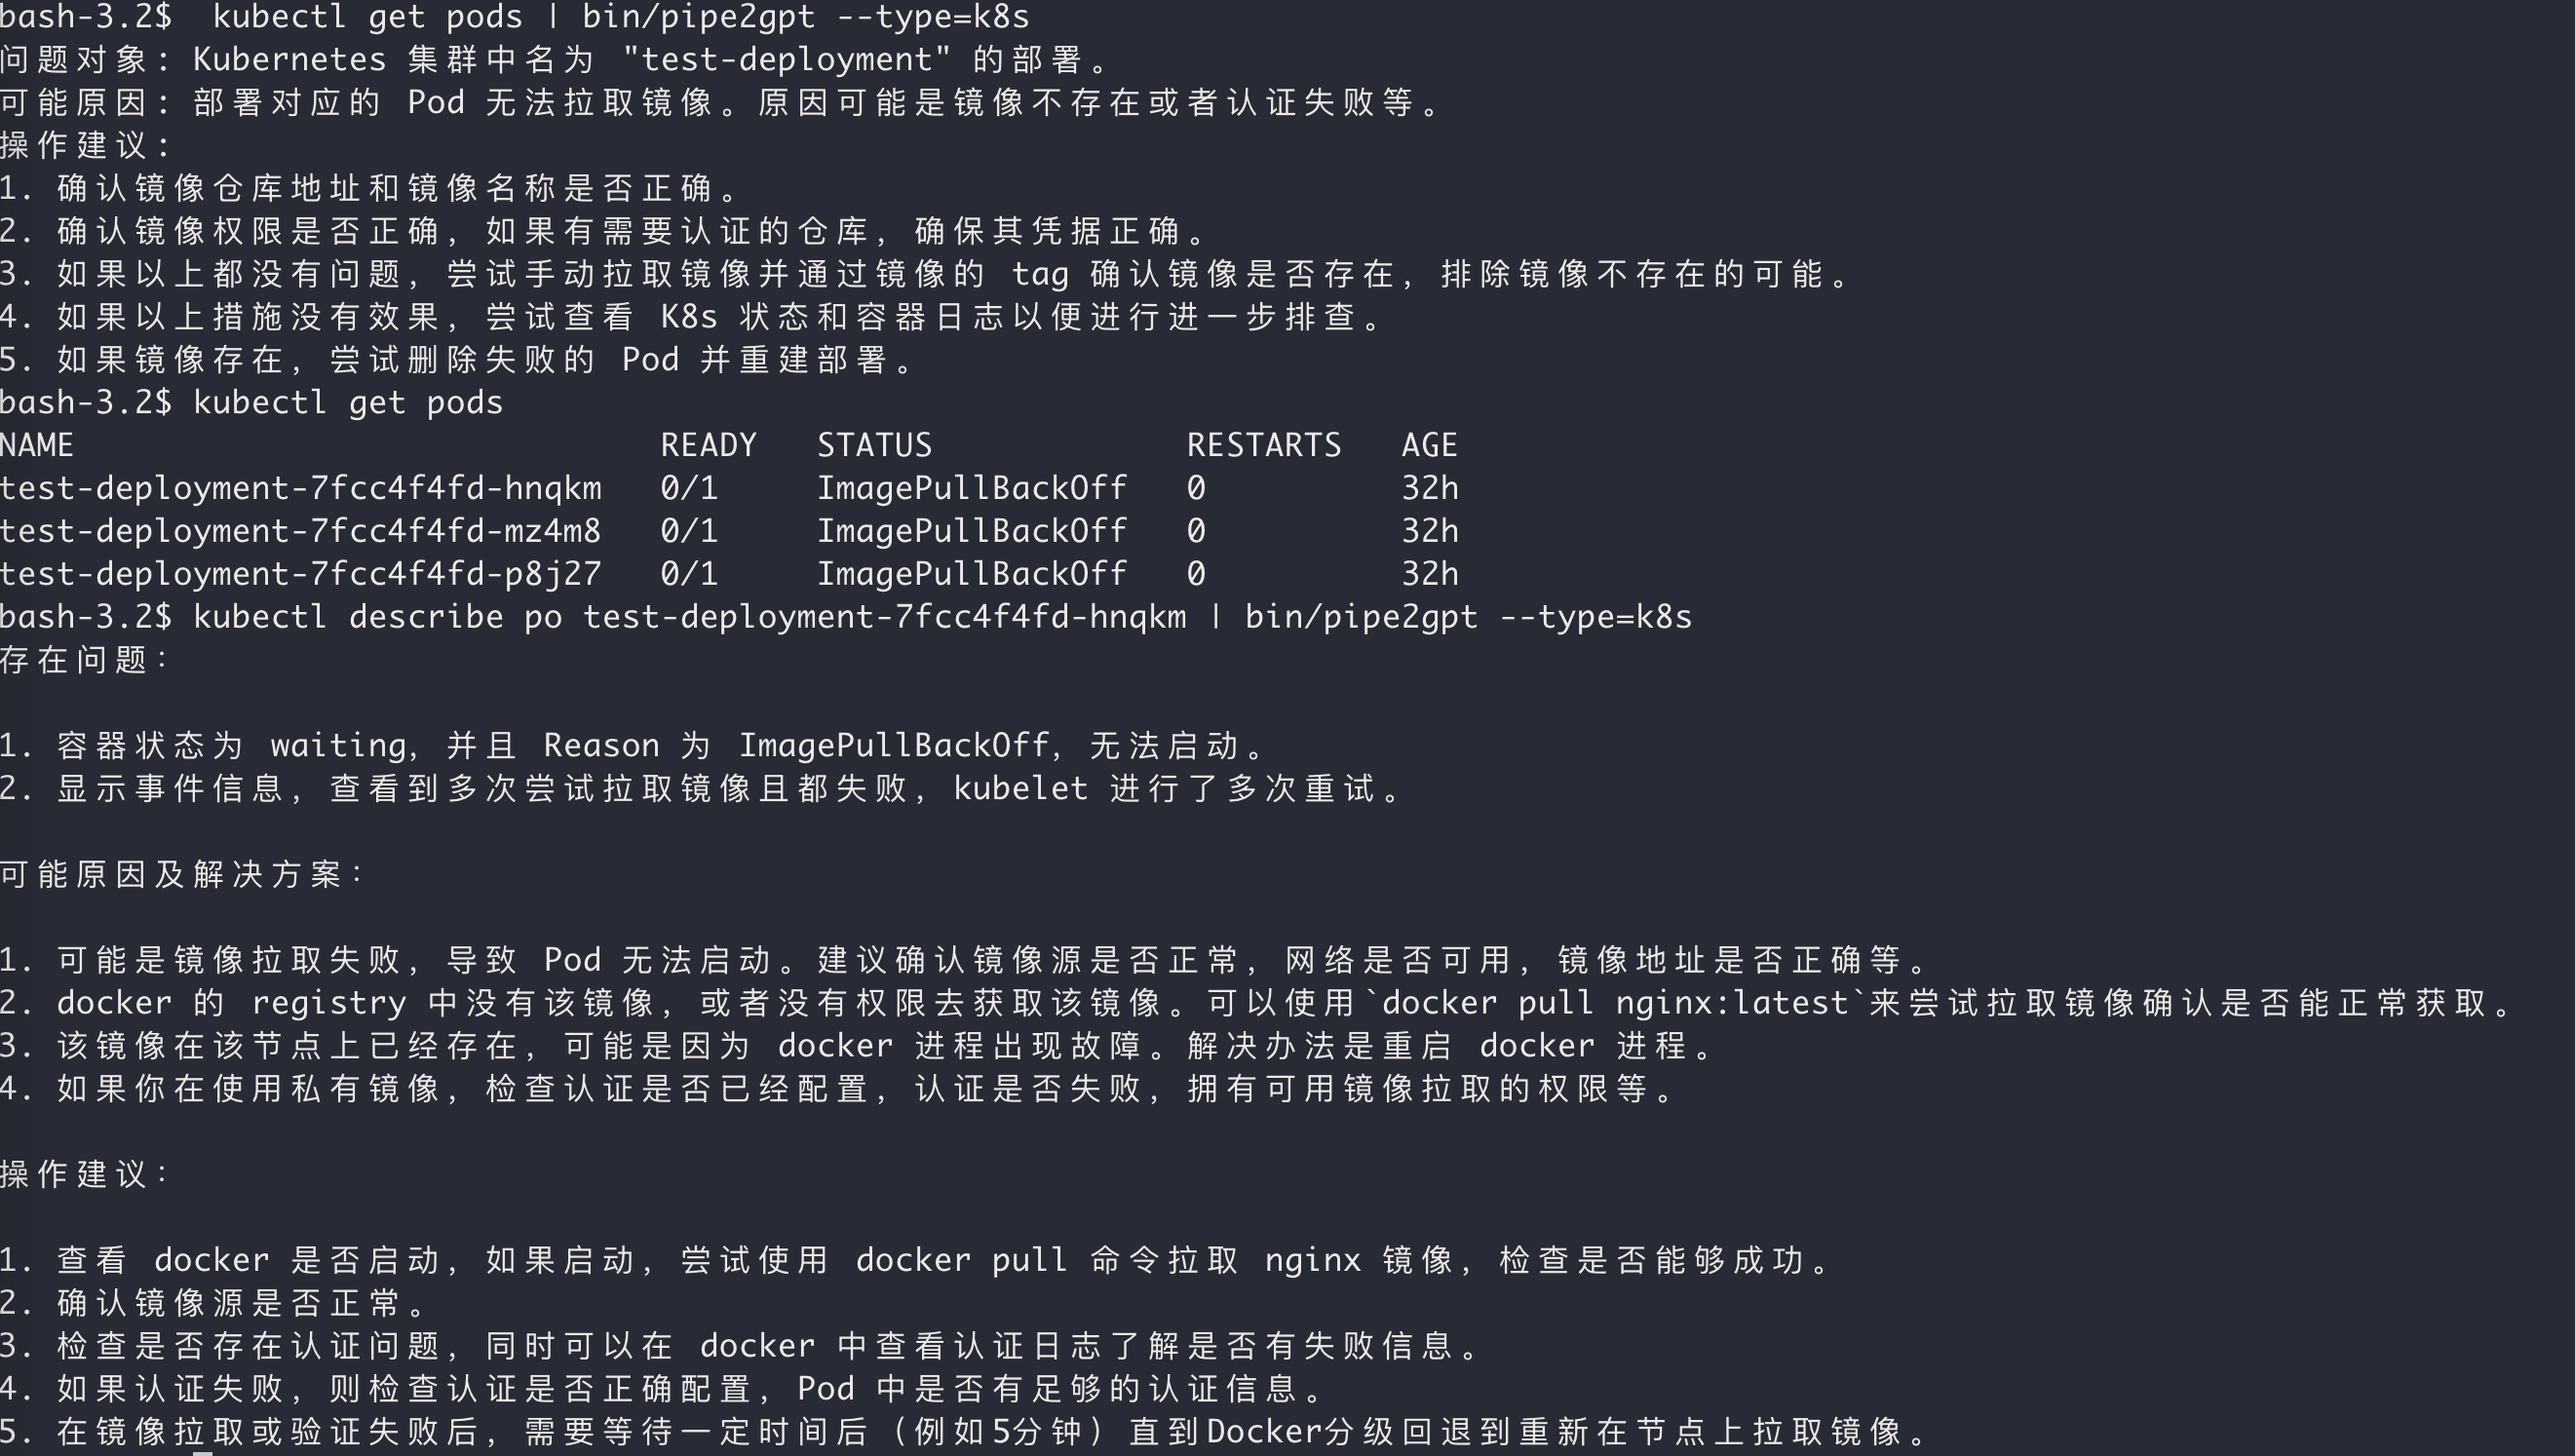 bash-3.2$  kubectl get pods | bin/pipe2gpt --type=k8s
问题对象: Kubernetes 集群中名为 "test-deployment" 的部署。
可能原因: 部署对应的 Pod 无法拉取镜像。原因可能是镜像不存在或者认证失败等。
操作建议:
1. 确认镜像仓库地址和镜像名称是否正确。
2. 确认镜像权限是否正确, 如果有需要认证的仓库, 确保其凭据正确。
3. 如果以上都没有问题, 尝试手动拉取镜像并通过镜像的 tag 确认镜像是否存在, 排除镜像不存在的可能。
4. 如果以上措施没有效果, 尝试查看 K8s 状态和容器日志以便进行进一步排查。
5. 如果镜像存在, 尝试删除失败的 Pod 并重建部署。
bash-3.2$ kubectl get pods
NAME                              READY   STATUS             RESTARTS   AGE
test-deployment-7fcc4f4fd-hnqkm   0/1     ImagePullBackOff   0          32h
test-deployment-7fcc4f4fd-mz4m8   0/1     ImagePullBackOff   0          32h
test-deployment-7fcc4f4fd-p8j27   0/1     ImagePullBackOff   0          32h
bash-3.2$ kubectl describe po test-deployment-7fcc4f4fd-hnqkm | bin/pipe2gpt --type=k8s
存在问题：
1. 容器状态为 waiting, 并且 Reason 为 ImagePullBackOff, 无法启动。
2. 显示事件信息, 查看到多次尝试拉取镜像且都失败, kubelet 进行了多次重试。
可能原因及解决方案：
1. 可能是镜像拉取失败, 导致 Pod 无法启动。建议确认镜像源是否正常, 网络是否可用, 镜像地址是否正确等。
2. docker 的 registry 中没有该镜像, 或者没有权限去获取该镜像。可以使用`docker pull nginx:latest`来尝试拉取镜像确认是否能正常获取。
3. 该镜像在该节点上已经存在, 可能是因为 docker 进程出现故障。解决办法是重启 docker 进程。
4. 如果你在使用私有镜像, 检查认证是否已经配置, 认证是否失败, 拥有可用镜像拉取的权限等。
操作建议：
1. 查看 docker 是否启动, 如果启动, 尝试使用 docker pull 命令拉取 nginx 镜像, 检查是否能够成功。
2. 确认镜像源是否正常。
3. 检查是否存在认证问题, 同时可以在 docker 中查看认证日志了解是否有失败信息。
4. 如果认证失败, 则检查认证是否正确配置, Pod 中是否有足够的认证信息。
5. 在镜像拉取或验证失败后, 需要等待一定时间后（例如5分钟）直到Docker分级回退到重新在节点上拉取镜像。